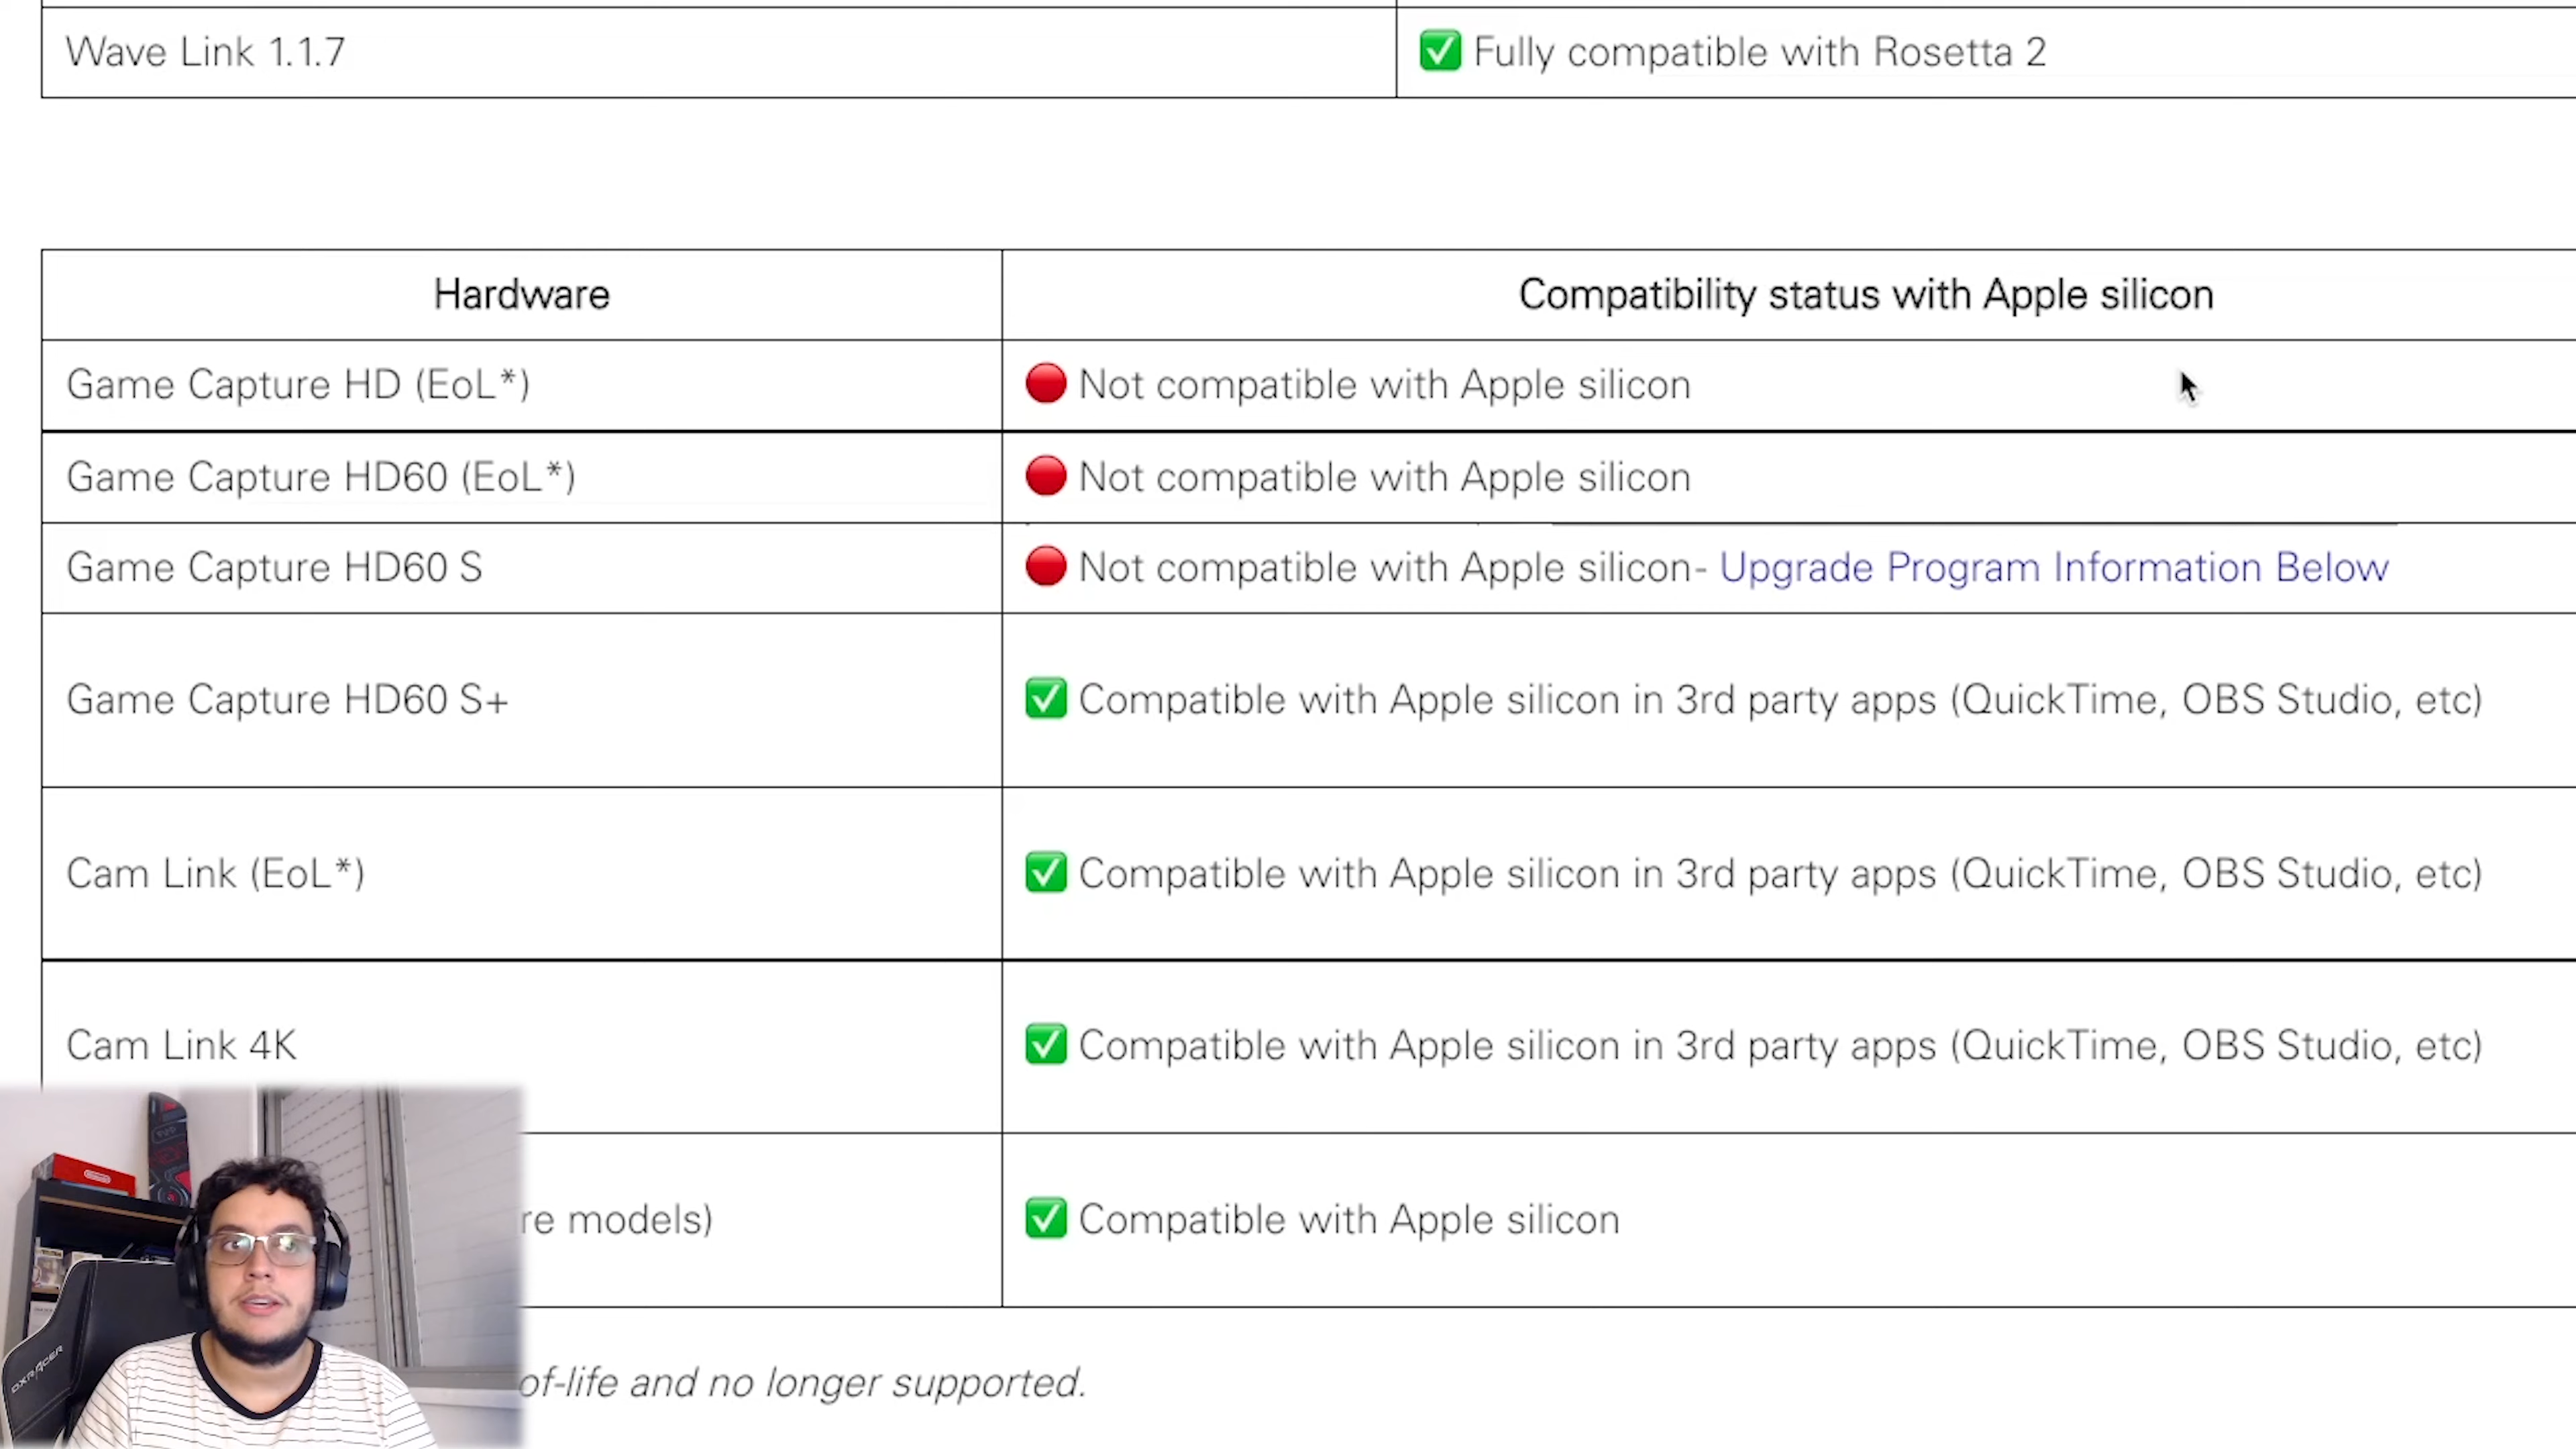 Wave Link 1.1.7
✅ Fully compatible with Rosetta 2
Hardware
Compatibility status with Apple silicon
Game Capture HD (EoL*)
🔴 Not compatible with Apple silicon
Game Capture HD60 (EoL*)
🔴 Not compatible with Apple silicon
Game Capture HD60 S
🔴 Not compatible with Apple silicon- Upgrade Program Information Below
Game Capture HD60 S+
✅ Compatible with Apple silicon in 3rd party apps (QuickTime, OBS Studio, etc)
Cam Link (EoL*)
✅ Compatible with Apple silicon in 3rd party apps (QuickTime, OBS Studio, etc)
Cam Link 4K
✅ Compatible with Apple silicon in 3rd party apps (QuickTime, OBS Studio, etc)
re models)
✅ Compatible with Apple silicon
of-life and no longer supported.
DXRACER